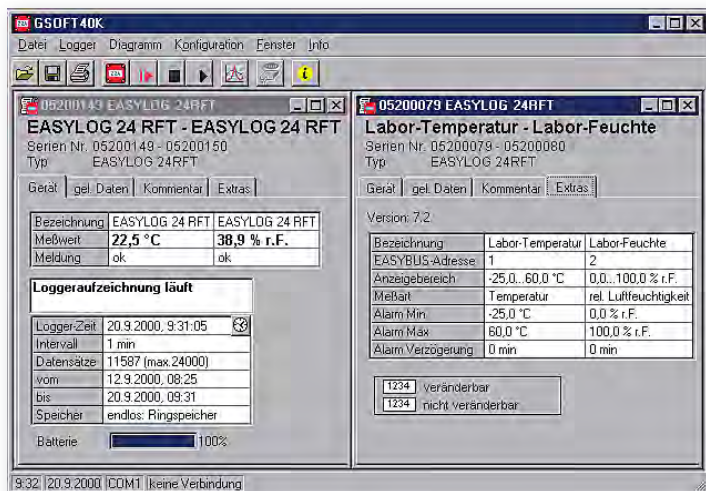 GSOFT40K
Datei Logger Diagramm Konfiguration Fenster Info
05200149 EASYLOG 24RFT
EASYLOG 24 RFT - EASYLOG 24 RFT
Serien Nr. 05200149 - 05200150
Typ EASYLOG 24RFT
Gerät gel. Daten Kommentar Extras
Bezeichnung EASYLOG 24 RFT EASYLOG 24 RFT
Meßwert 22,5 °C 38,9 % r.F.
Meldung ok ok
Loggeraufzeichnung läuft
Logger-Zeit 20.9.2000, 9:31:05
Intervall 1 min
Datensätze 11587 (max.24000)
vom 12.9.2000, 08:25
bis 20.9.2000, 09:31
Speicher endlos: Ringspeicher
Batterie 100%
05200079 EASYLOG 24RFT
Labor-Temperatur - Labor-Feuchte
Serien Nr. 05200079 - 05200080
Typ EASYLOG 24RFT
Gerät gel. Daten Kommentar Extras
Version: 7.2
Bezeichnung Labor-Temperatur Labor-Feuchte
EASYBUS-Adresse 1 2
Anzeigebereich -25,0...60,0 °C 0,0...100,0 % r.F.
Meßart Temperatur rel. Luftfeuchtigkeit
Alarm Min -25,0 °C 0,0 % r.F.
Alarm Max 60,0 °C 100,0 % r.F.
Alarm Verzögerung 0 min 0 min
1234 veränderbar
1234 nicht veränderbar
9:32 20.9.2000 COM1 keine Verbindung